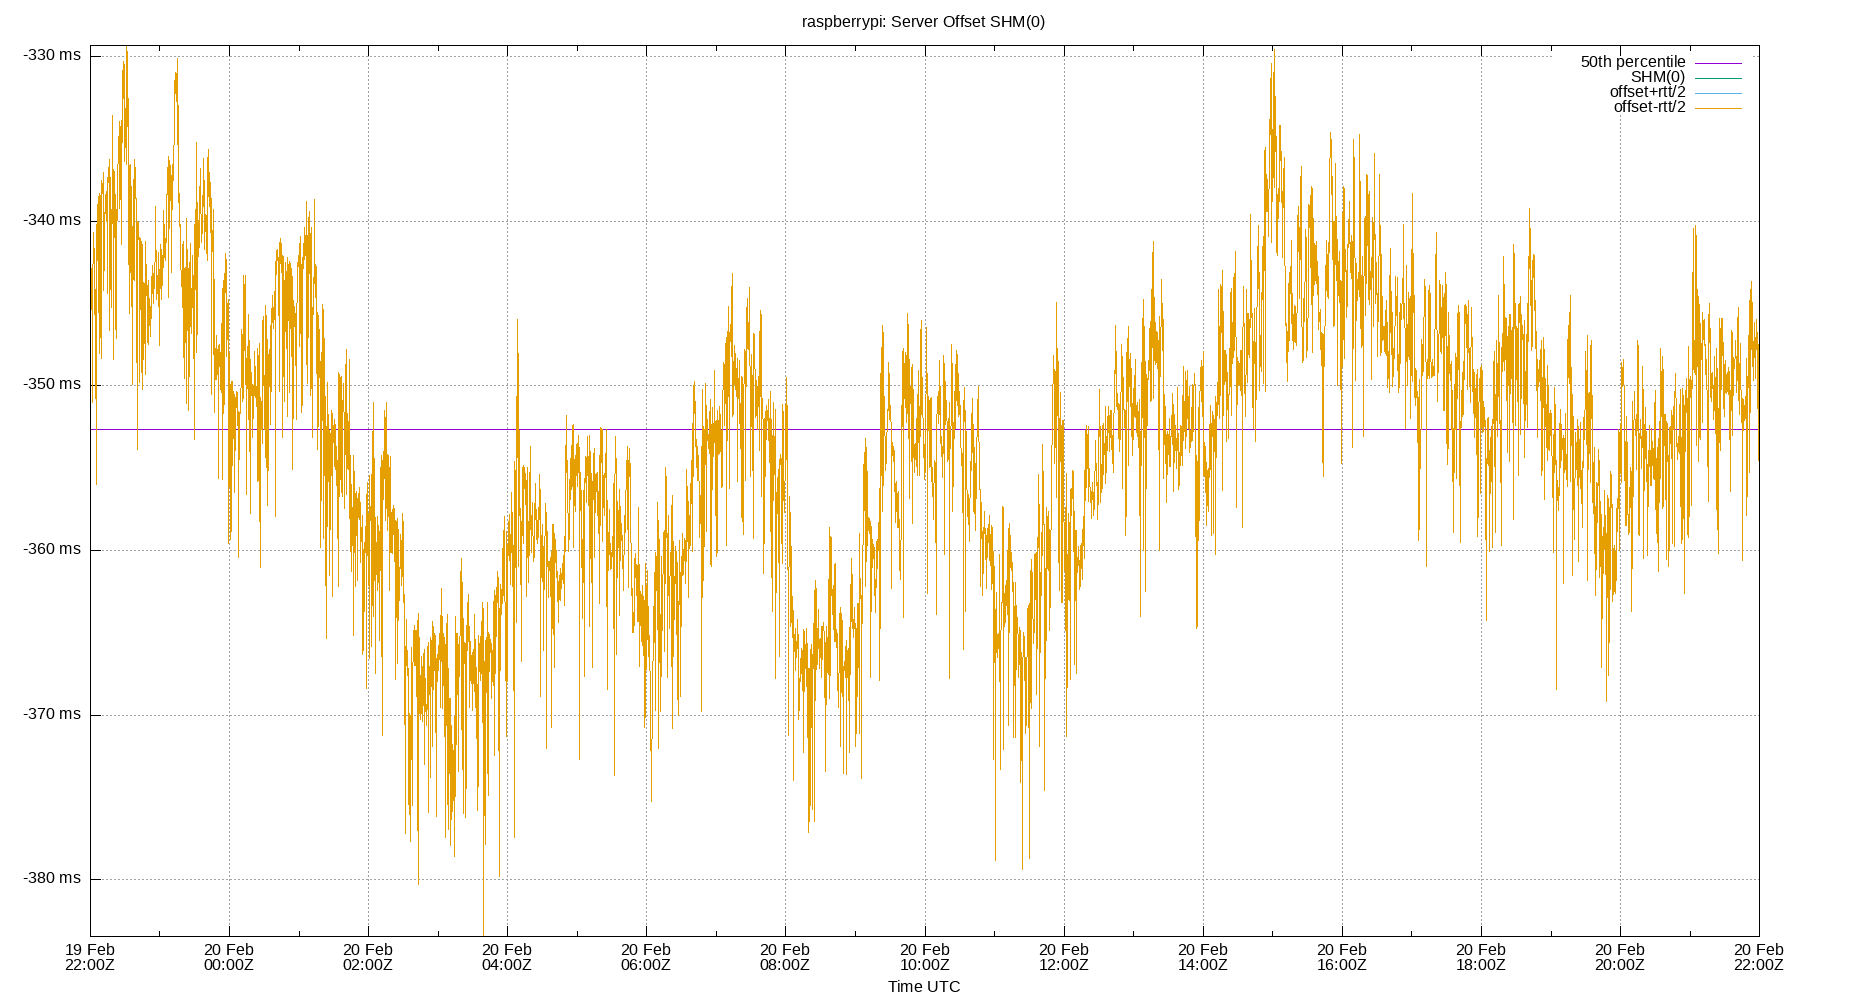 raspberrypi: Server Offset SHM(0)
-330 ms
50th percentile
SHM(0)
offset+rtt/2
offset-rtt/2
-340 ms
-350 ms
-360 ms
-370 ms
-380 ms
19 Feb 20 Feb 20 Feb 20 Feb 20 Feb 20 Feb 20 Feb 20 Feb 20 Feb 20 Feb 20 Feb 20 Feb 20 Feb
22:00Z 00:00Z 02:00Z 04:00Z 06:00Z 08:00Z 10:00Z 12:00Z 14:00Z 16:00Z 18:00Z 20:00Z 22:00Z
Time UTC